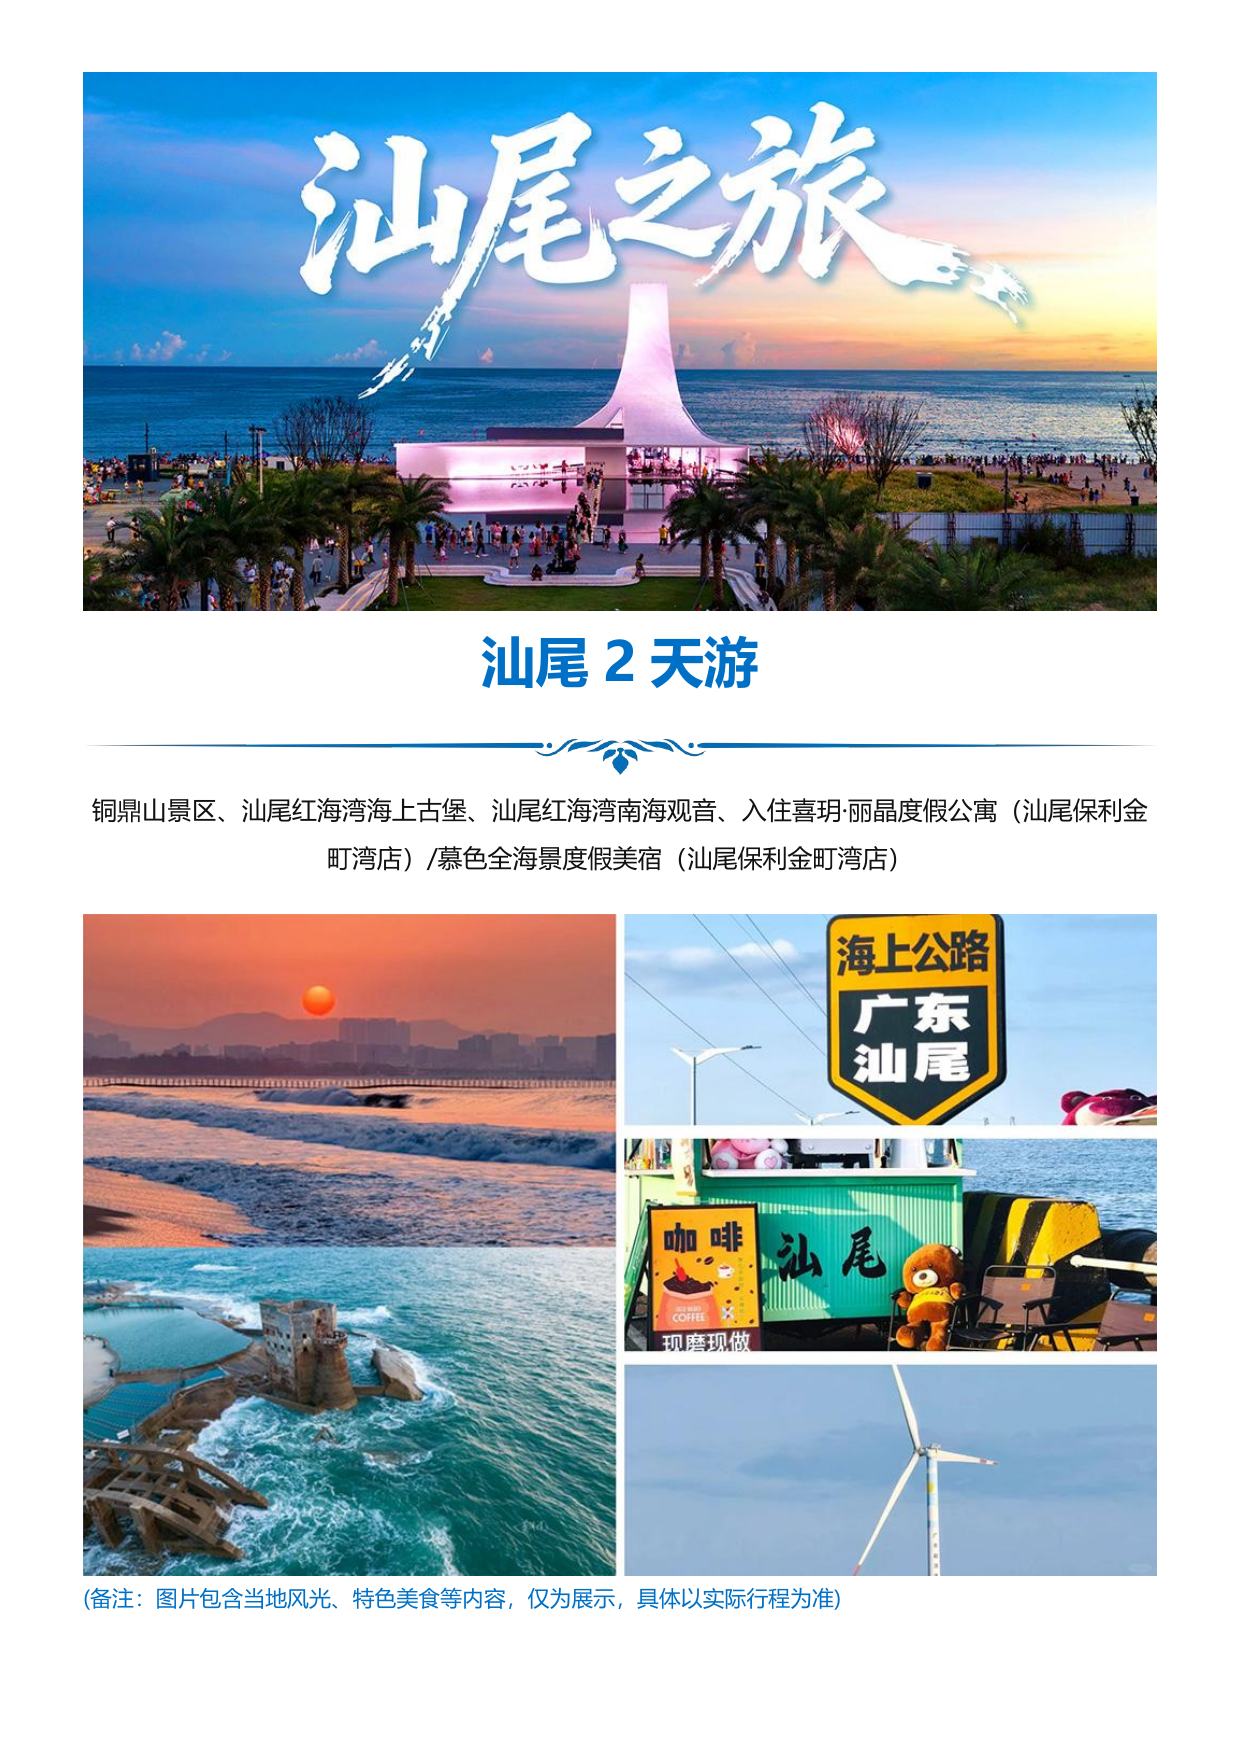 汕尾之旅
汕尾 2 天游
铜鼎山景区、汕尾红海湾海上古堡、汕尾红海湾南海观音、入住喜玥·丽晶度假公寓（汕尾保利金
町湾店）/慕色全海景度假美宿（汕尾保利金町湾店）
海上公路
广东
汕尾
咖啡
汕尾
COFFEE
现磨现做
(备注：图片包含当地风光、特色美食等内容，仅为展示，具体以实际行程为准)